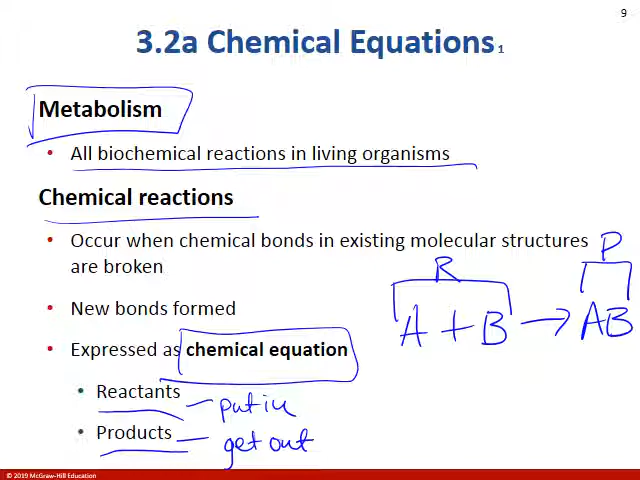 9
3.2a Chemical Equations 1
Metabolism
• All biochemical reactions in living organisms
Chemical reactions
• Occur when chemical bonds in existing molecular structures
are broken
P
R
• New bonds formed
A + B → AB
• Expressed as chemical equation
• Reactants – put in
• Products – get out
© 2019 McGraw-Hill Education